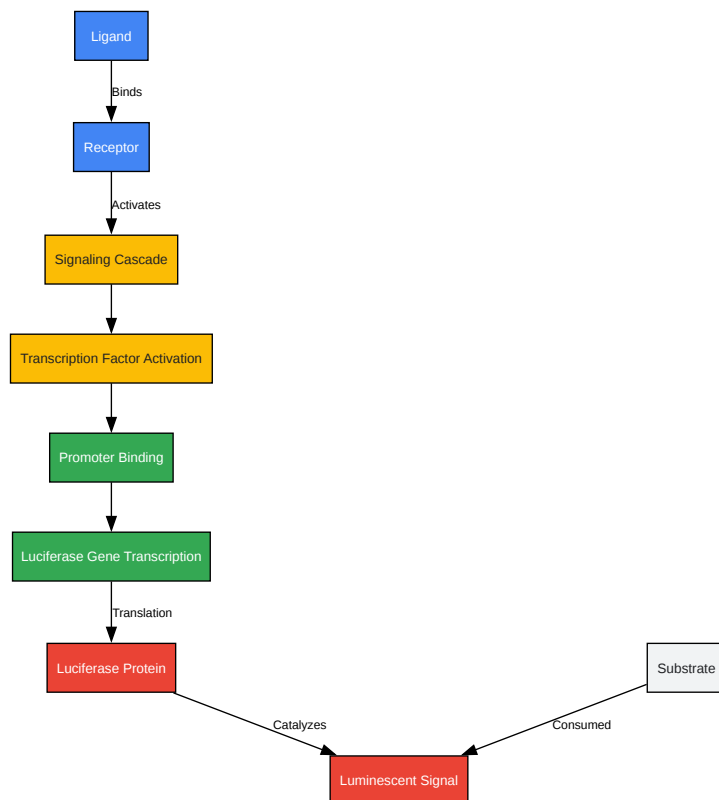 Ligand
Binds
Receptor
Activates
Signaling Cascade
Transcription Factor Activation
Promoter Binding
Luciferase Gene Transcription
Translation
Luciferase Protein
Substrate
Catalyzes
Consumed
Luminescent Signal